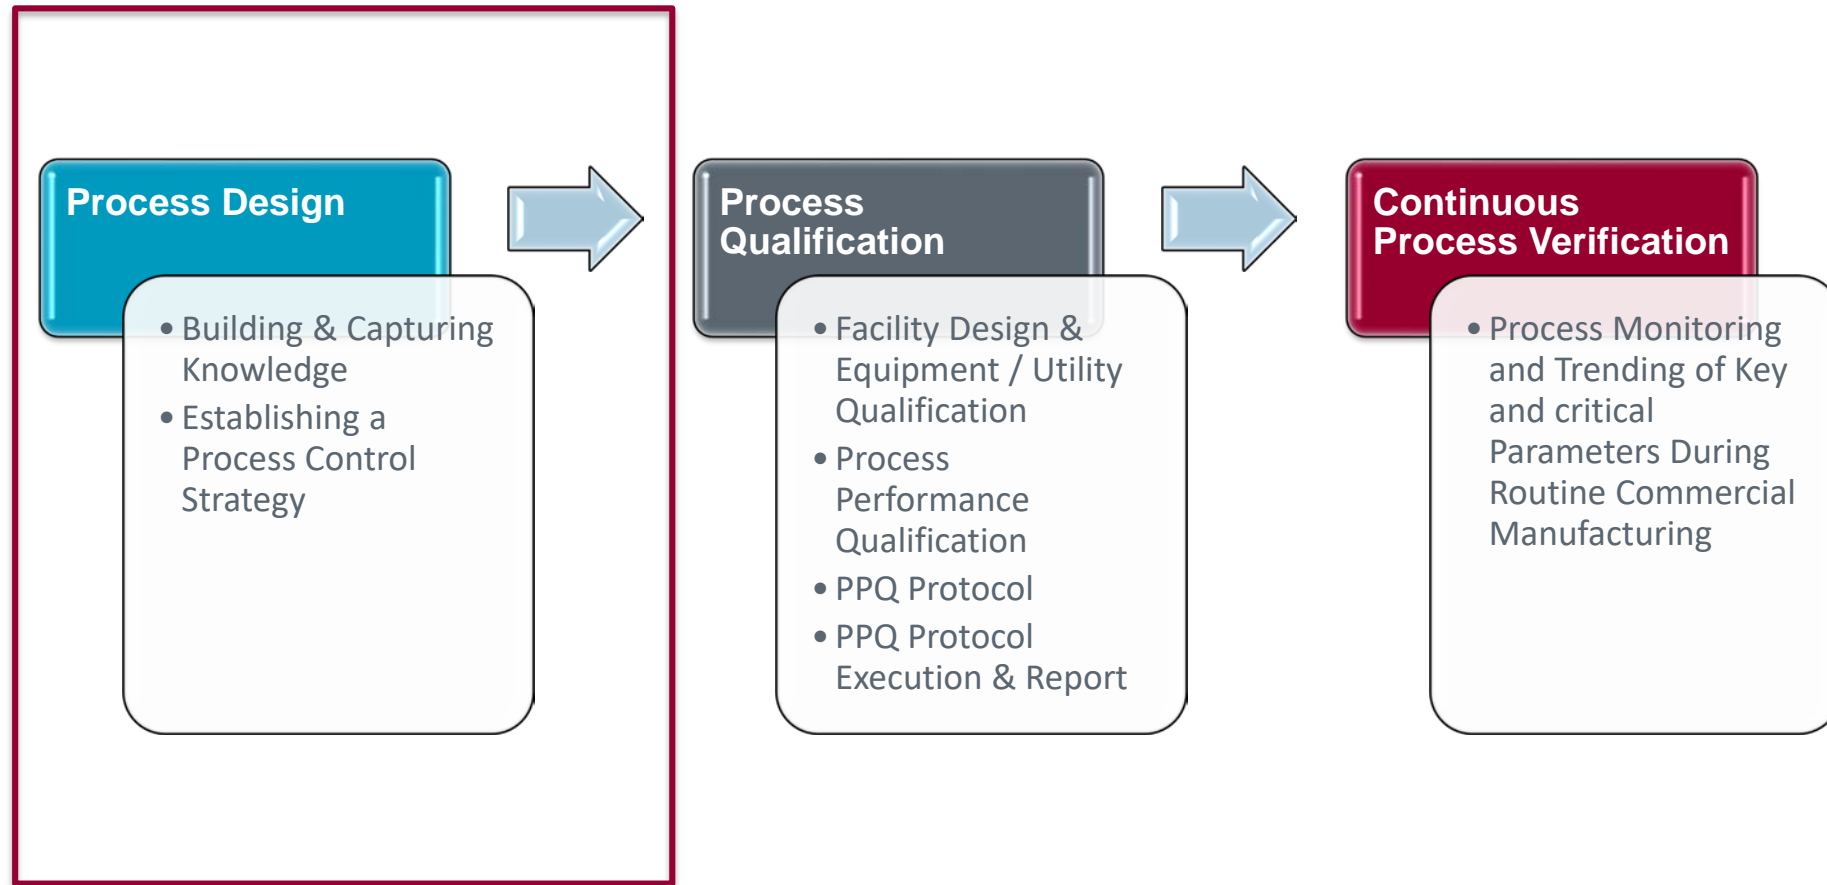 Process Design
• Building & Capturing
Knowledge
• Establishing a
Process Control
Strategy
Process
Qualification
• Facility Design &
Equipment / Utility
Qualification
• Process
Performance
Qualification
• PPQ Protocol
• PPQ Protocol
Execution & Report
Continuous
Process Verification
• Process Monitoring
and Trending of Key
and critical
Parameters During
Routine Commercial
Manufacturing